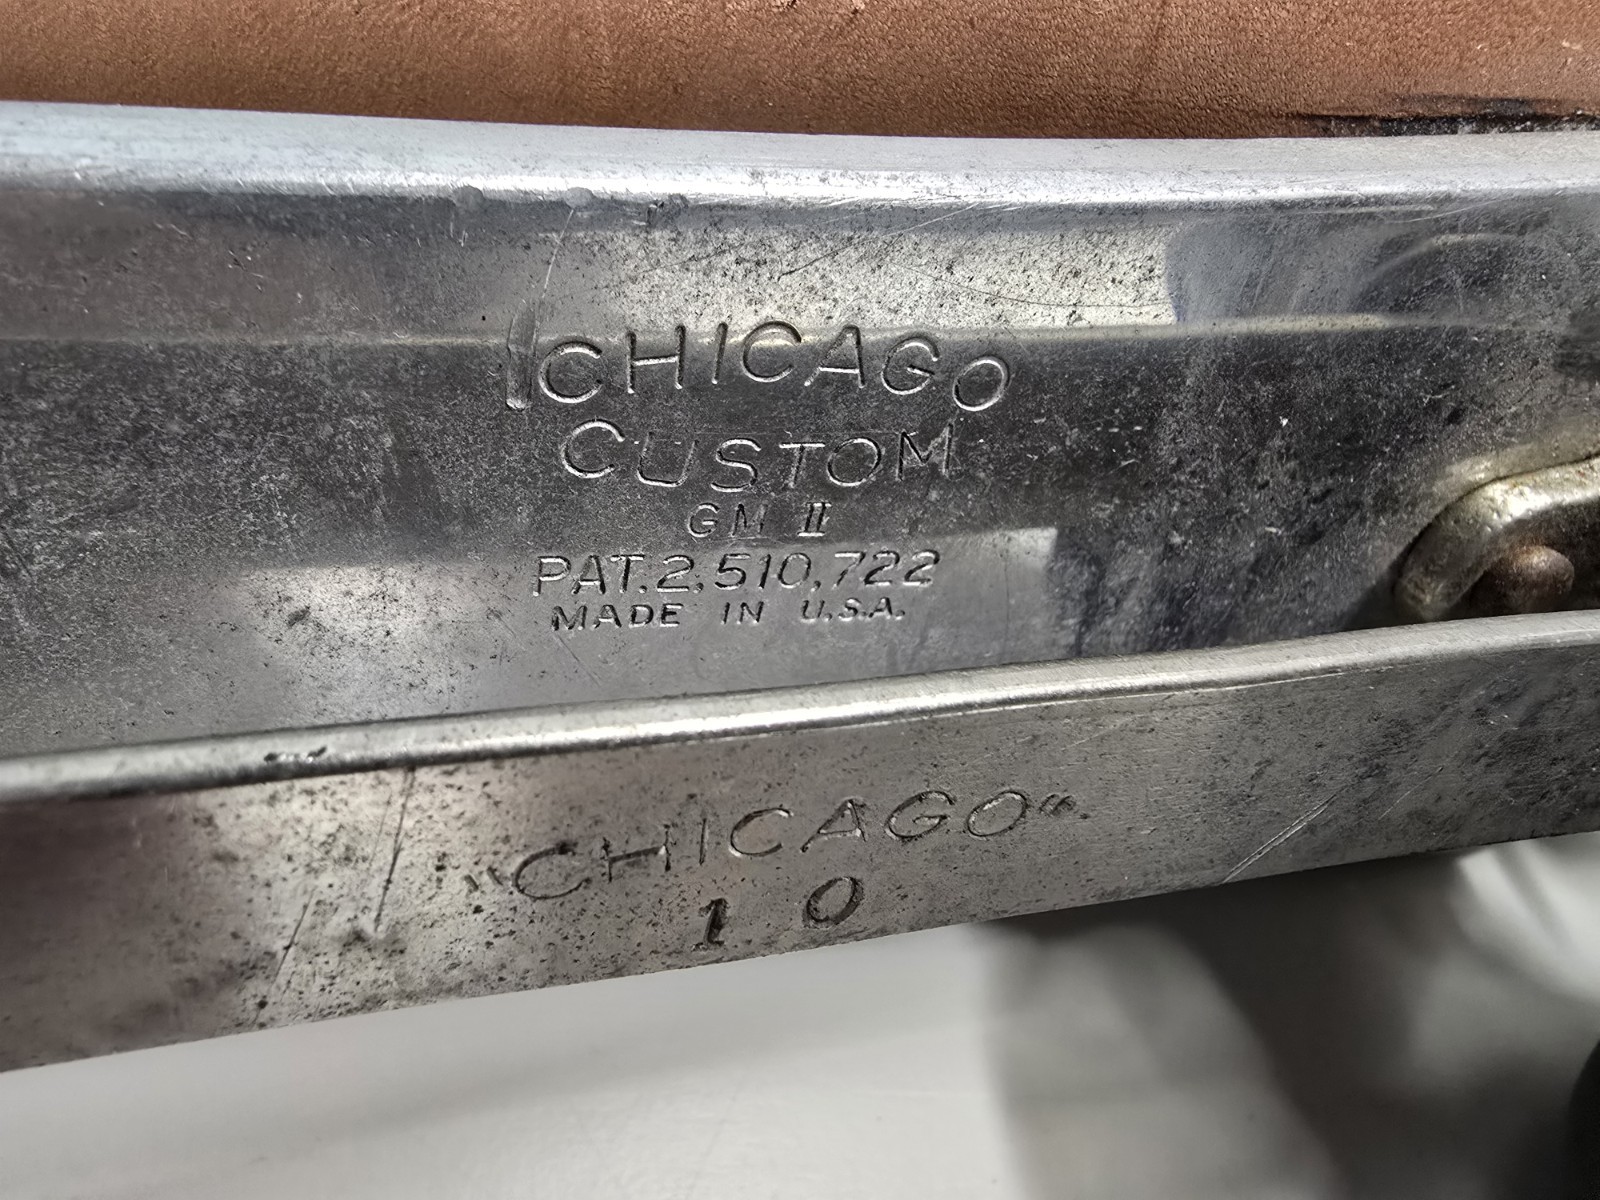 CHICAGO
CUSTOM
GM II
PAT. 2,510,722
MADE IN U.S.A.
"CHICAGO"
10